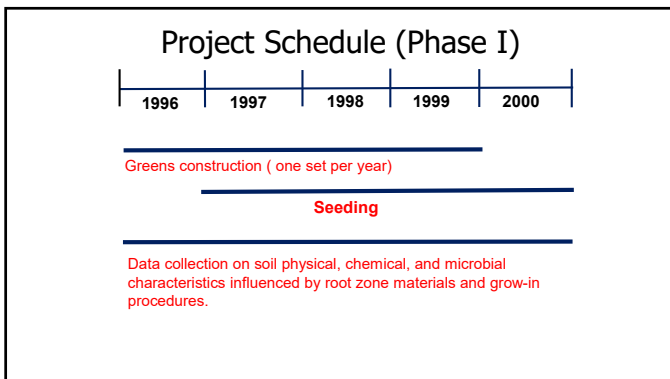 Project Schedule (Phase I)
1996 1997 1998 1999 2000
Greens construction ( one set per year)
Seeding
Data collection on soil physical, chemical, and microbial
characteristics influenced by root zone materials and grow-in
procedures.